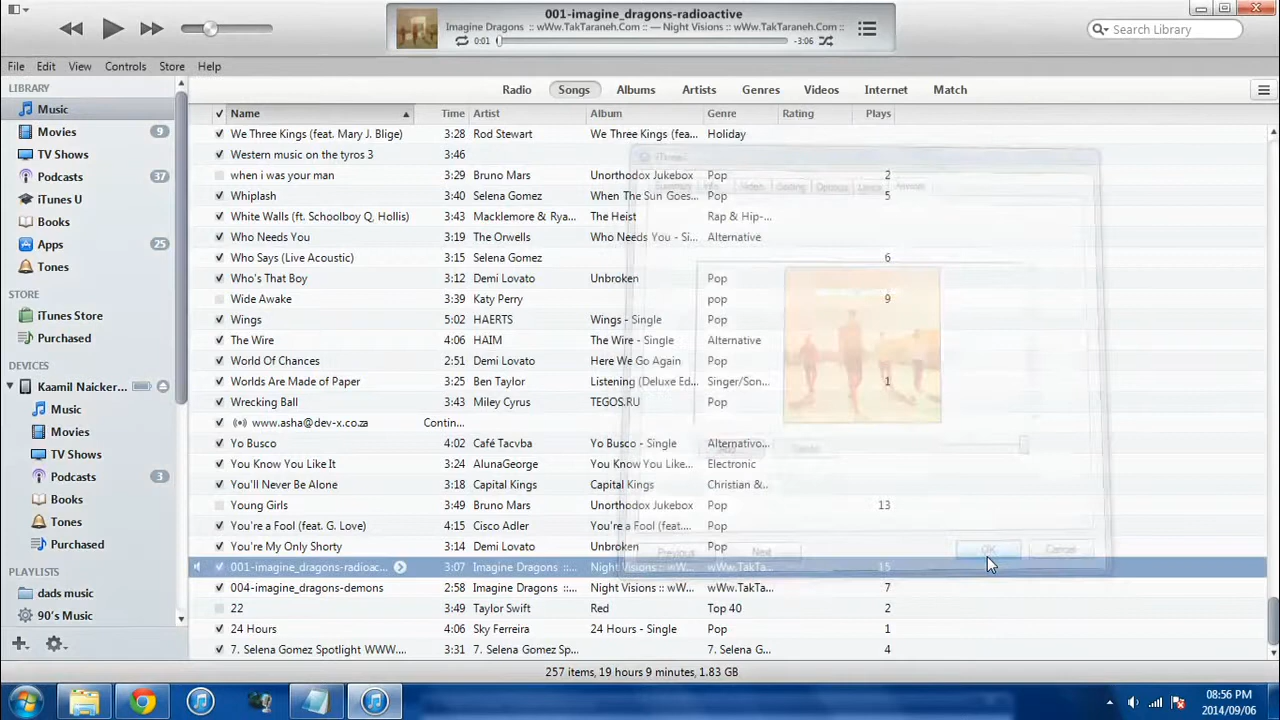 001-imagine_dragons-radioactive
Imagine Dragons :: wWw.TakTaraneh.Com :: — Night Visions :: wWw.TakTaraneh.Com ::
0:01 -3:06
Search Library
File Edit View Controls Store Help
LIBRARY
Music
Movies 9
TV Shows
Podcasts 37
iTunes U
Books
Apps 25
Tones
STORE
iTunes Store
Purchased
DEVICES
Kaamil Naicker...
Music
Movies
TV Shows
Podcasts 3
Books
Tones
Purchased
PLAYLISTS
dads music
90's Music
Radio Songs Albums Artists Genres Videos Internet Match
Name Time Artist Album Genre Rating Plays
We Three Kings (feat. Mary J. Blige) 3:28 Rod Stewart We Three Kings (fea... Holiday
Western music on the tyros 3 3:46
when i was your man 3:29 Bruno Mars Unorthodox Jukebox Pop 2
Whiplash 3:40 Selena Gomez When The Sun Goes... Pop 5
White Walls (ft. Schoolboy Q, Hollis) 3:43 Macklemore & Rya... The Heist Rap & Hip-...
Who Needs You 3:19 The Orwells Who Needs You - Si... Alternative
Who Says (Live Acoustic) 3:15 Selena Gomez 6
Who's That Boy 3:12 Demi Lovato Unbroken Pop
Wide Awake 3:39 Katy Perry pop 9
Wings 5:02 HAERTS Wings - Single Pop
The Wire 4:06 HAIM The Wire - Single Alternative
World Of Chances 2:51 Demi Lovato Here We Go Again Pop
Worlds Are Made of Paper 3:25 Ben Taylor Listening (Deluxe Ed... Singer/Son... 1
Wrecking Ball 3:43 Miley Cyrus TEGOS.RU Pop
www.asha@dev-x.co.za Contin...
Yo Busco 4:02 Café Tacvba Yo Busco - Single Alternativo...
You Know You Like It 3:24 AlunaGeorge You Know You Like... Electronic
You'll Never Be Alone 3:18 Capital Kings Capital Kings Christian &...
Young Girls 3:49 Bruno Mars Unorthodox Jukebox Pop 13
You're a Fool (feat. G. Love) 4:15 Cisco Adler You're a Fool (feat.... Pop
You're My Only Shorty 3:14 Demi Lovato Unbroken Pop
001-imagine_dragons-radioac... 3:07 Imagine Dragons ::... Night Visions :: wW... wWw.TakTa... 15
004-imagine_dragons-demons 2:58 Imagine Dragons ::... Night Visions :: wW... wWw.TakTa... 7
22 3:49 Taylor Swift Red Top 40 2
24 Hours 4:06 Sky Ferreira 24 Hours - Single Pop 1
7. Selena Gomez Spotlight WWW.... 3:31 7. Selena Gomez Sp... 7. Selena Gomez Sp... 7. Selena G... 4
Summary Info Video Sorting Options Lyrics Artwork
Previous Next OK Cancel
257 items, 19 hours 9 minutes, 1.83 GB
08:56 PM
2014/09/06